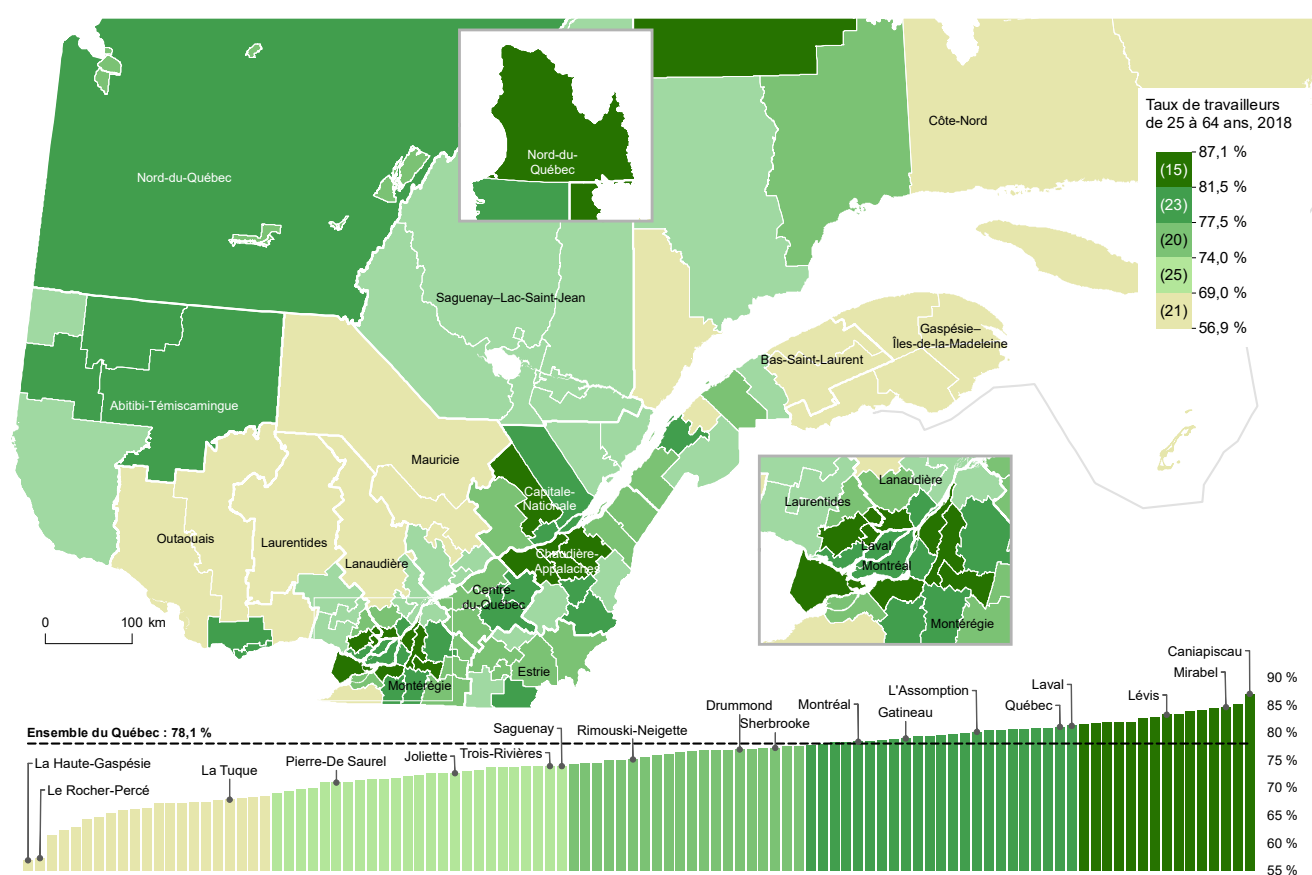 Taux de travailleurs
de 25 à 64 ans, 2018
87,1 %
(15)
81,5 %
(23)
77,5 %
(20)
74,0 %
(25)
69,0 %
(21)
56,9 %
Côte-Nord
Nord-du-
Québec
Nord-du-Québec
Saguenay–Lac-Saint-Jean
Gaspésie–
Îles-de-la-Madeleine
Bas-Saint-Laurent
Abitibi-Témiscamingue
Mauricie
Capitale-
Nationale
Outaouais
Laurentides
Lanaudière
Chaudière-
Appalaches
Centre-
du-Québec
Estrie
Montérégie
Lanaudière
Laurentides
Laval
Montréal
Montérégie
0 100 km
Ensemble du Québec : 78,1 %
La Haute-Gaspésie
Le Rocher-Percé
La Tuque
Pierre-De Saurel
Joliette
Trois-Rivières
Saguenay
Rimouski-Neigette
Drummond
Sherbrooke
Montréal
Gatineau
L'Assomption
Québec
Laval
Lévis
Mirabel
Caniapiscau
90 %
85 %
80 %
75 %
70 %
65 %
60 %
55 %